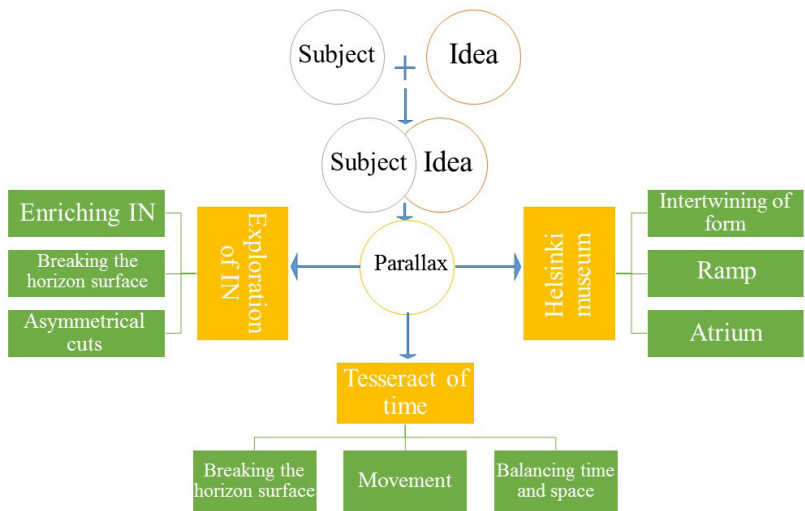 Subject
+
Idea
Subject
Idea
Parallax
Exploration
of IN
Enriching IN
Breaking the
horizon surface
Asymmetrical
cuts
Helsinki
museum
Intertwining of
form
Ramp
Atrium
Tesseract of
time
Breaking the
horizon surface
Movement
Balancing time
and space